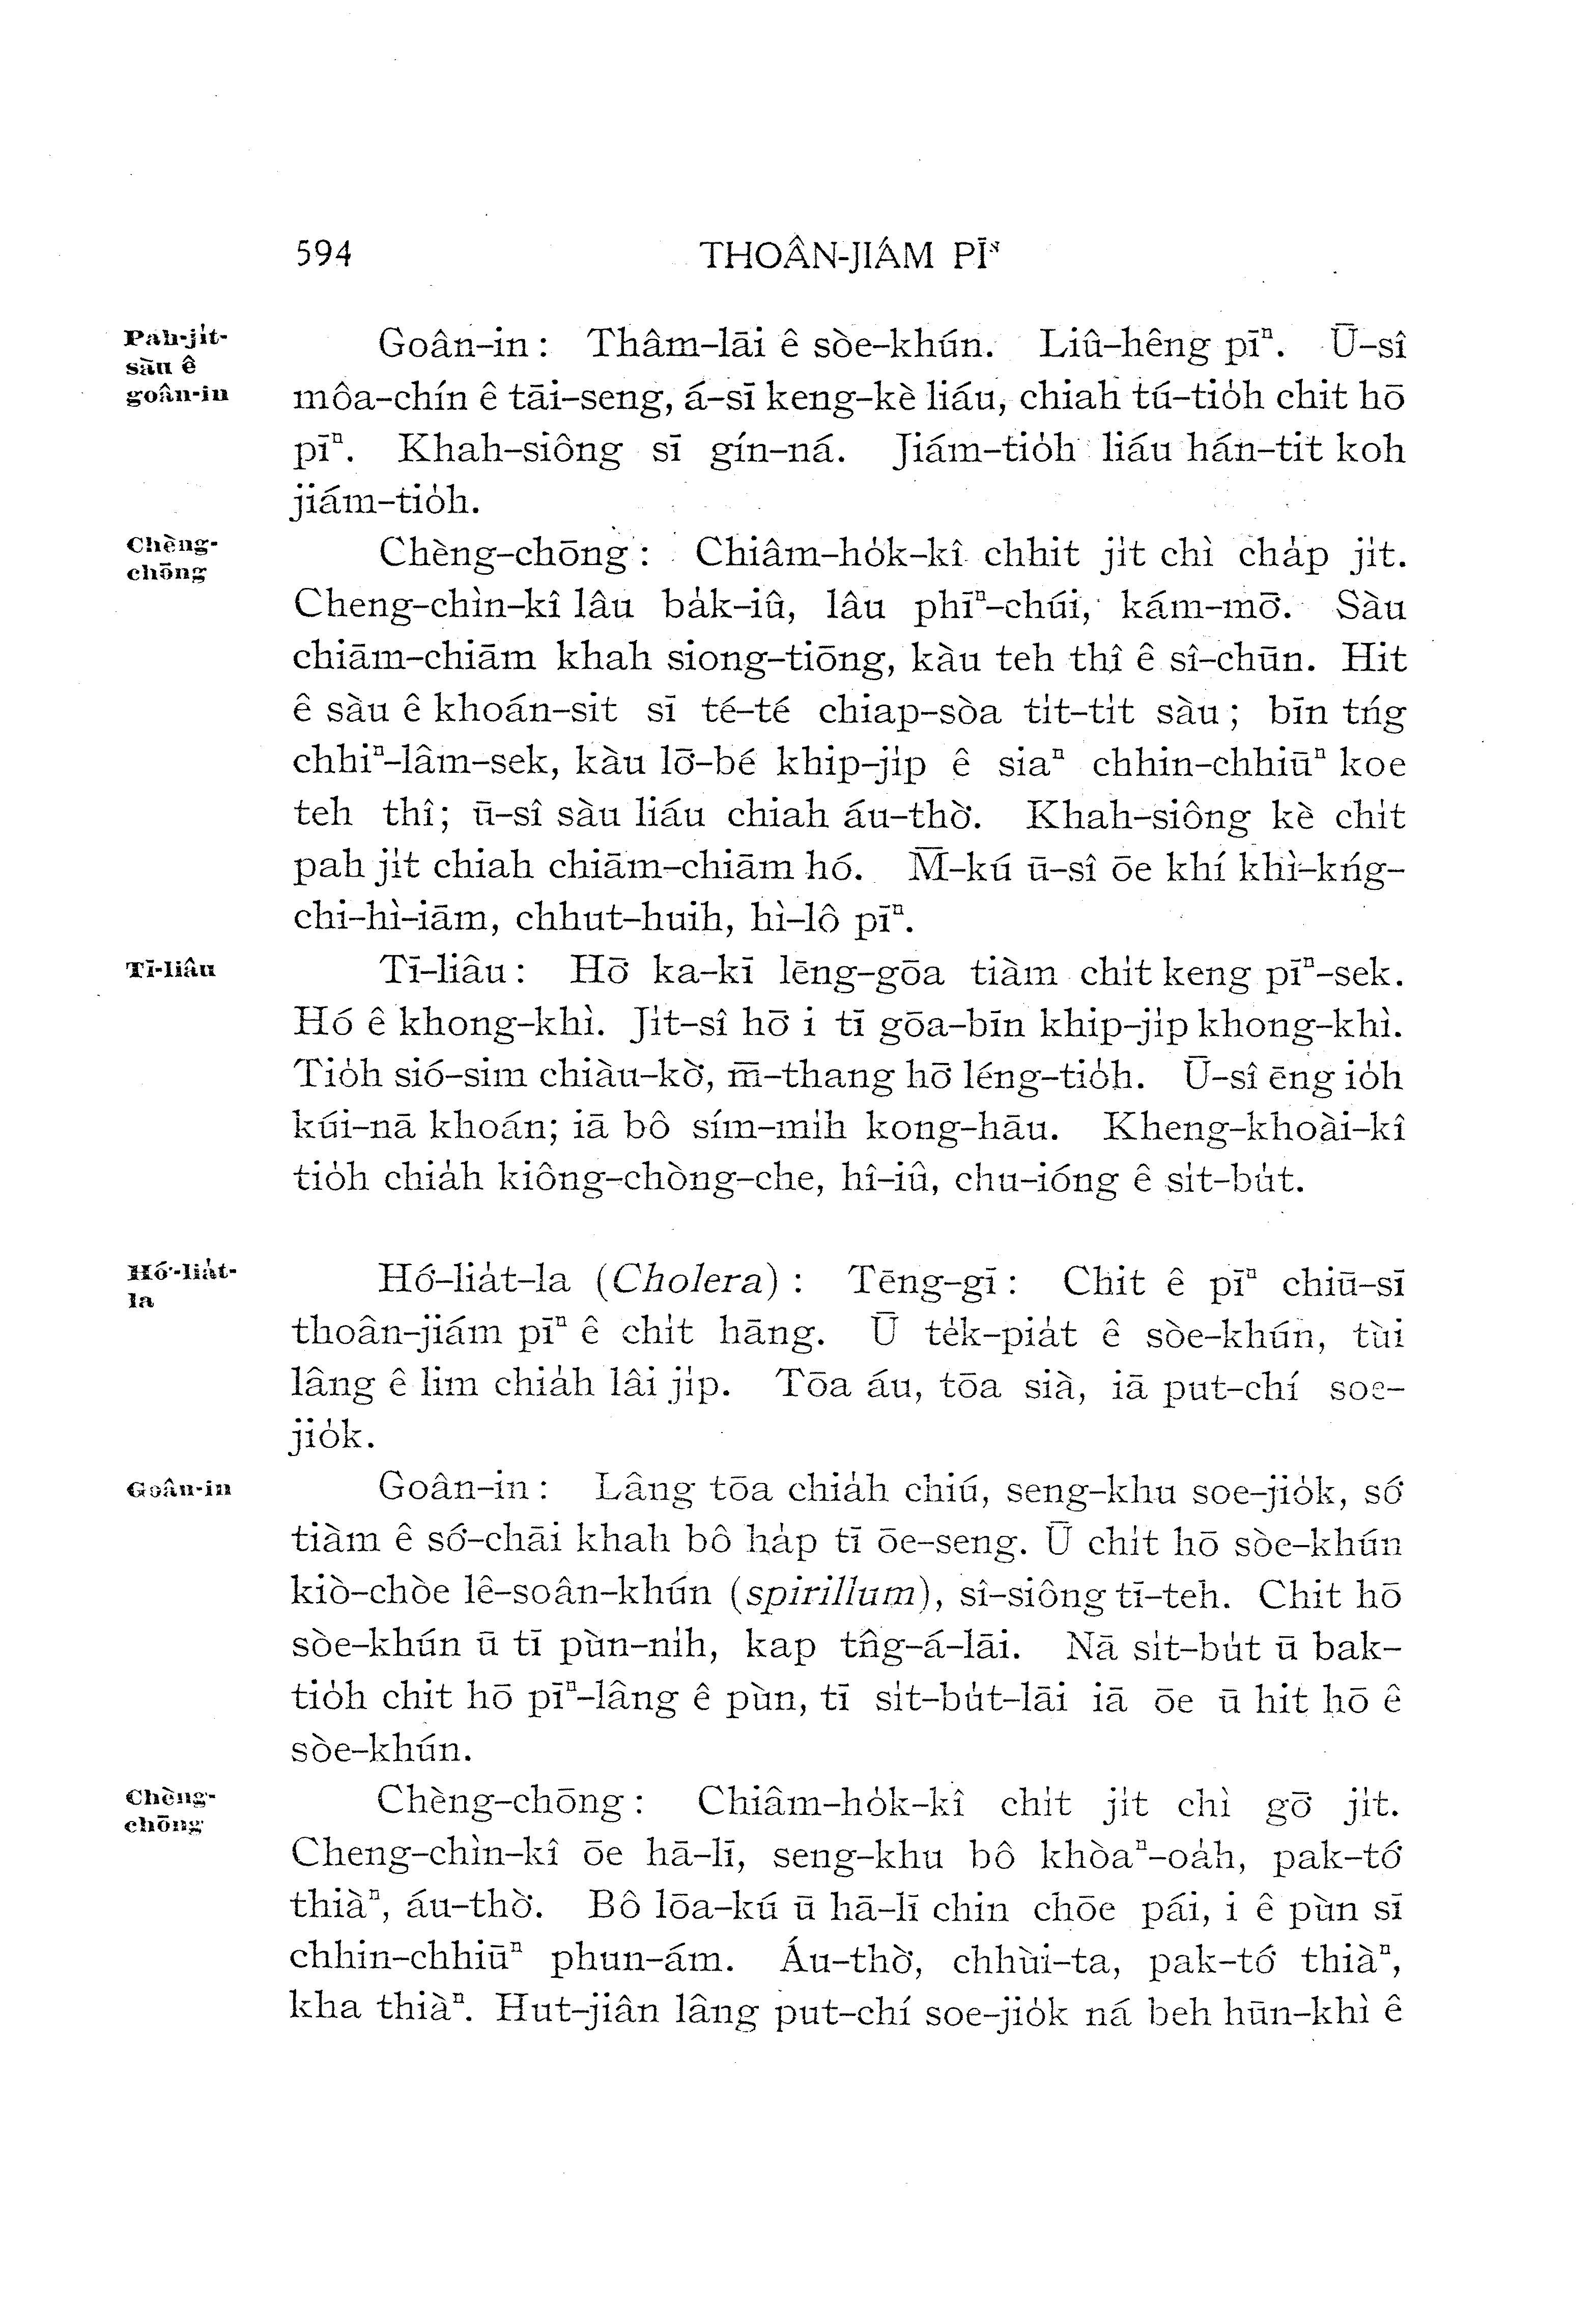 594 THOÂN-JIÁM PĪᴺ
Pah-ji̍t-
sàu ê
goân-in
Goân-in: Thâm-lāi ê sòe-khún. Liû-hêng pīⁿ. Ū-sî
môa-chín ê tāi-seng, á-sī keng-kè liáu, chiah tú-tio̍h chit hō
pīⁿ. Khah-siông sī gín-ná. Jiám-tio̍h liáu hán-tit koh
jiám-tio̍h.
Chèng-
chōng
Chèng-chōng: Chiâm-ho̍k-kî chhit ji̍t chì cha̍p ji̍t.
Cheng-chìn-kî lâu ba̍k-iû, lâu phīⁿ-chúi, kám-mō͘. Sàu
chiām-chiām khah siong-tiōng, kàu teh thî ê sî-chūn. Hit
ê sàu ê khoán-sit sī té-té chiap-sòa ti̍t-ti̍t sàu; bīn tńg
chhiⁿ-lâm-sek, kàu lō͘-bé khip-ji̍p ê siaⁿ chhin-chhiūⁿ koe
teh thî; ū-sî sàu liáu chiah áu-thò͘. Khah-siông kè chi̍t
pah ji̍t chiah chiām-chiām hó. M̄-kú ū-sî ōe khí khì-kńg-
chi-hì-iām, chhut-huih, hì-lô pīⁿ.
Tī-liâu
Tī-liâu: Hō͘ ka-kī lēng-gōa tiàm chi̍t keng pīⁿ-sek.
Hó ê khong-khì. Ji̍t-sî hō͘ i tī gōa-bīn khip-ji̍p khong-khì.
Tio̍h sió-sim chiàu-kò͘, m̄-thang hō͘ léng-tio̍h. Ū-sî ēng io̍h
kúi-nā khoán; iā bô sím-mih kong-hāu. Kheng-khoài-kî
tio̍h chia̍h kiông-chòng-che, hî-iû, chu-ióng ê si̍t-bu̍t.
Hó͘-lia̍t-
la
Hó͘-lia̍t-la (Cholera): Tēng-gī: Chit ê pīⁿ chiū-sī
thoân-jiám pīⁿ ê chi̍t hāng. Ū te̍k-pia̍t ê sòe-khún, tùi
lâng ê lim chia̍h lâi ji̍p. Tōa áu, tōa sià, iā put-chí soe-
jio̍k.
Goân-in
Goân-in: Lâng tōa chia̍h chiú, seng-khu soe-jio̍k, só͘
tiàm ê só͘-chāi khah bô ha̍p tī ōe-seng. Ū chi̍t hō sòe-khún
kiò-chòe lê-soân-khún (spirillum), sî-siông tī-teh. Chit hō
sòe-khún ū tī pùn-ni̍h, kap tn̂g-á-lāi. Nā si̍t-bu̍t ū bak-
tio̍h chit hō pīⁿ-lâng ê pùn, tī si̍t-bu̍t-lāi iā ōe ū hit hō ê
sòe-khún.
Chèng-
chōng
Chèng-chōng: Chiâm-ho̍k-kî chi̍t ji̍t chì gō͘ ji̍t.
Cheng-chìn-kî ōe hā-lī, seng-khu bô khòaⁿ-oa̍h, pak-tó͘
thiàⁿ, áu-thò͘. Bô lōa-kú ū hā-lī chin chōe pái, i ê pùn sī
chhin-chhiūⁿ phun-ám. Áu-thò͘, chhùi-ta, pak-tó͘ thiàⁿ,
kha thiàⁿ. Hut-jiân lâng put-chí soe-jio̍k ná beh hūn-khì ê